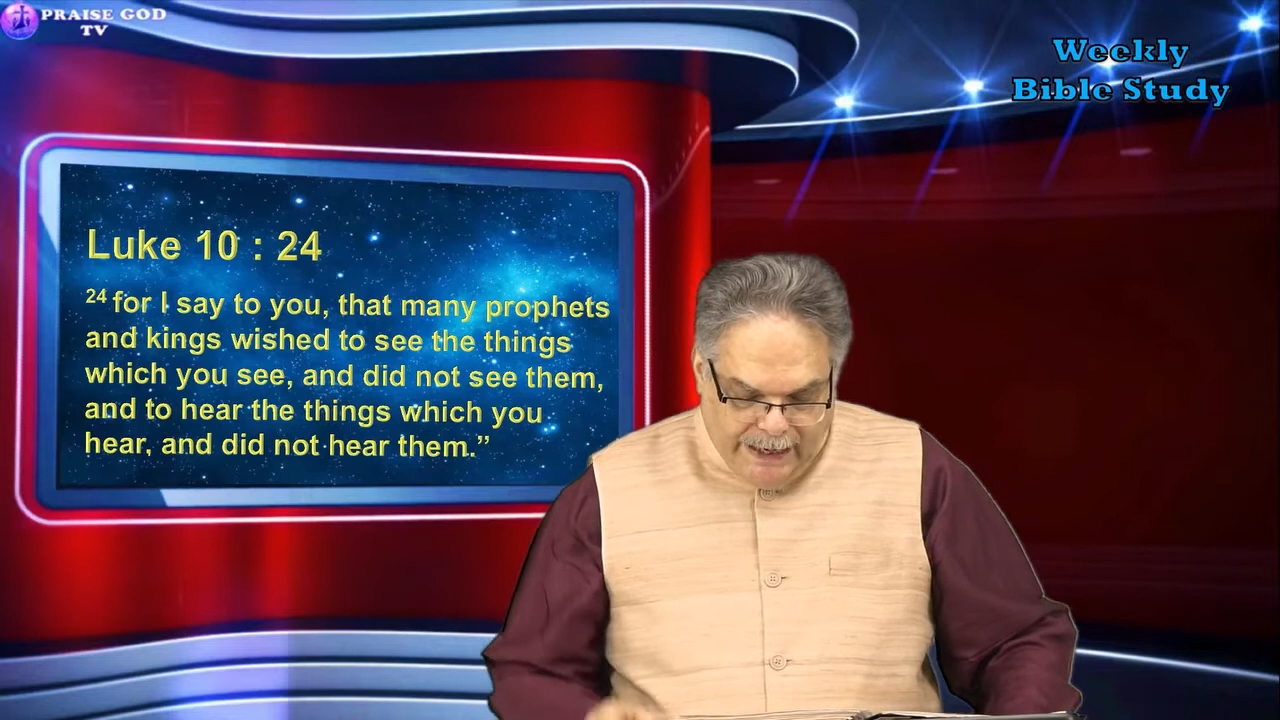 PRAISE GOD
TV
Weekly
Bible Study
Luke 10 : 24
24 for I say to you, that many prophets
and kings wished to see the things
which you see, and did not see them,
and to hear the things which you
hear, and did not hear them.”